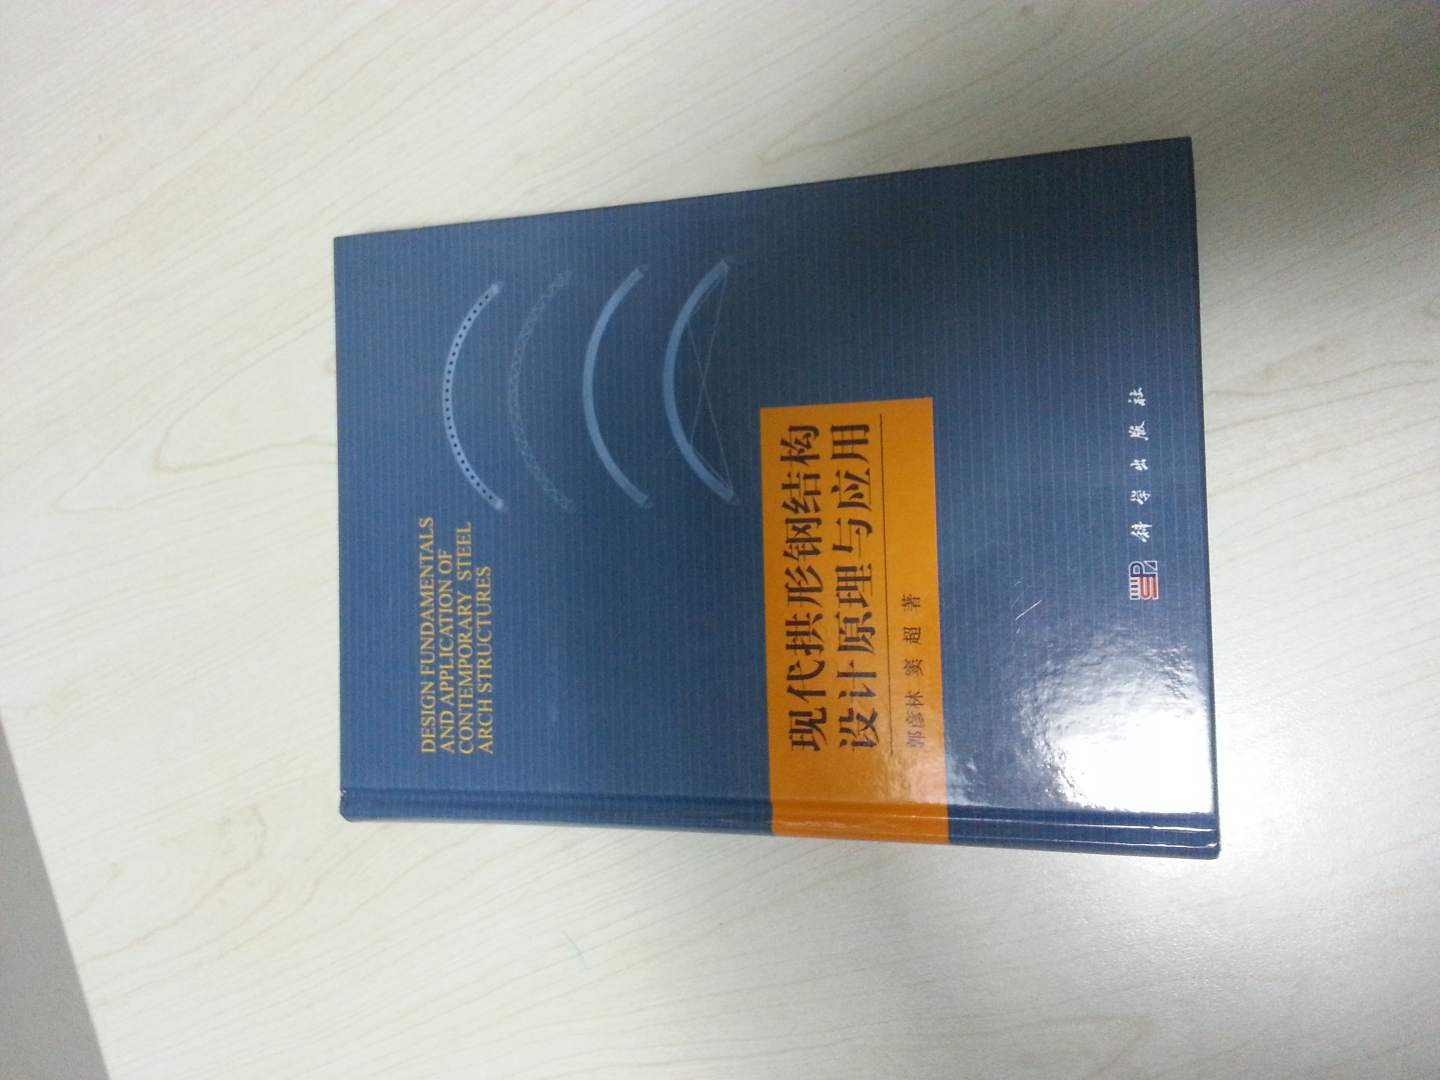 DESIGN FUNDAMENTALS
AND APPLICATION OF
CONTEMPORARY STEEL
ARCH STRUCTURES
现代拱形钢结构
设计原理与应用
郭彦林 窦 超 著
科学出版社